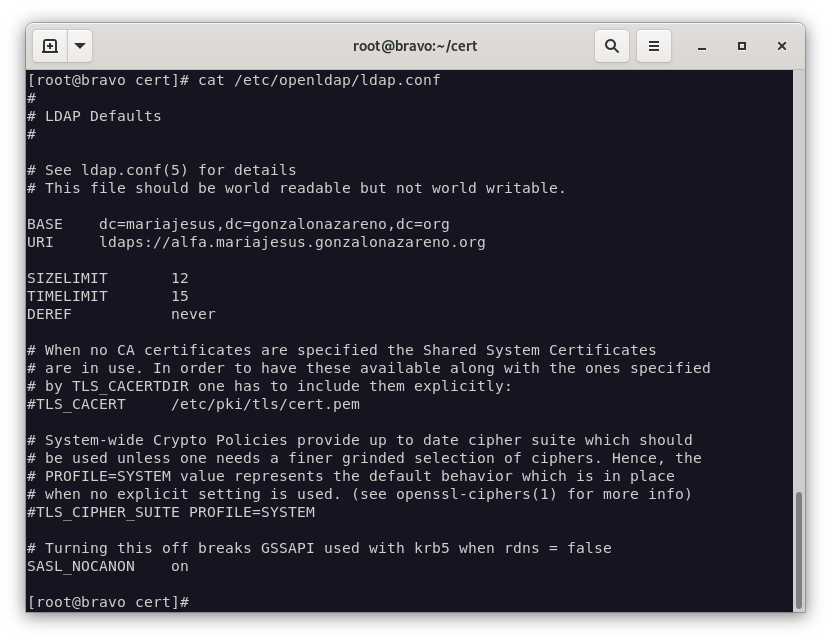 root@bravo:~/cert
[root@bravo cert]# cat /etc/openldap/ldap.conf
#
# LDAP Defaults
#
# See ldap.conf(5) for details
# This file should be world readable but not world writable.
BASE    dc=mariajesus,dc=gonzalonazareno,dc=org
URI     ldaps://alfa.mariajesus.gonzalonazareno.org
SIZELIMIT       12
TIMELIMIT       15
DEREF           never
# When no CA certificates are specified the Shared System Certificates
# are in use. In order to have these available along with the ones specified
# by TLS_CACERTDIR one has to include them explicitly:
#TLS_CACERT     /etc/pki/tls/cert.pem
# System-wide Crypto Policies provide up to date cipher suite which should
# be used unless one needs a finer grinded selection of ciphers. Hence, the
# PROFILE=SYSTEM value represents the default behavior which is in place
# when no explicit setting is used. (see openssl-ciphers(1) for more info)
#TLS_CIPHER_SUITE PROFILE=SYSTEM
# Turning this off breaks GSSAPI used with krb5 when rdns = false
SASL_NOCANON    on
[root@bravo cert]#